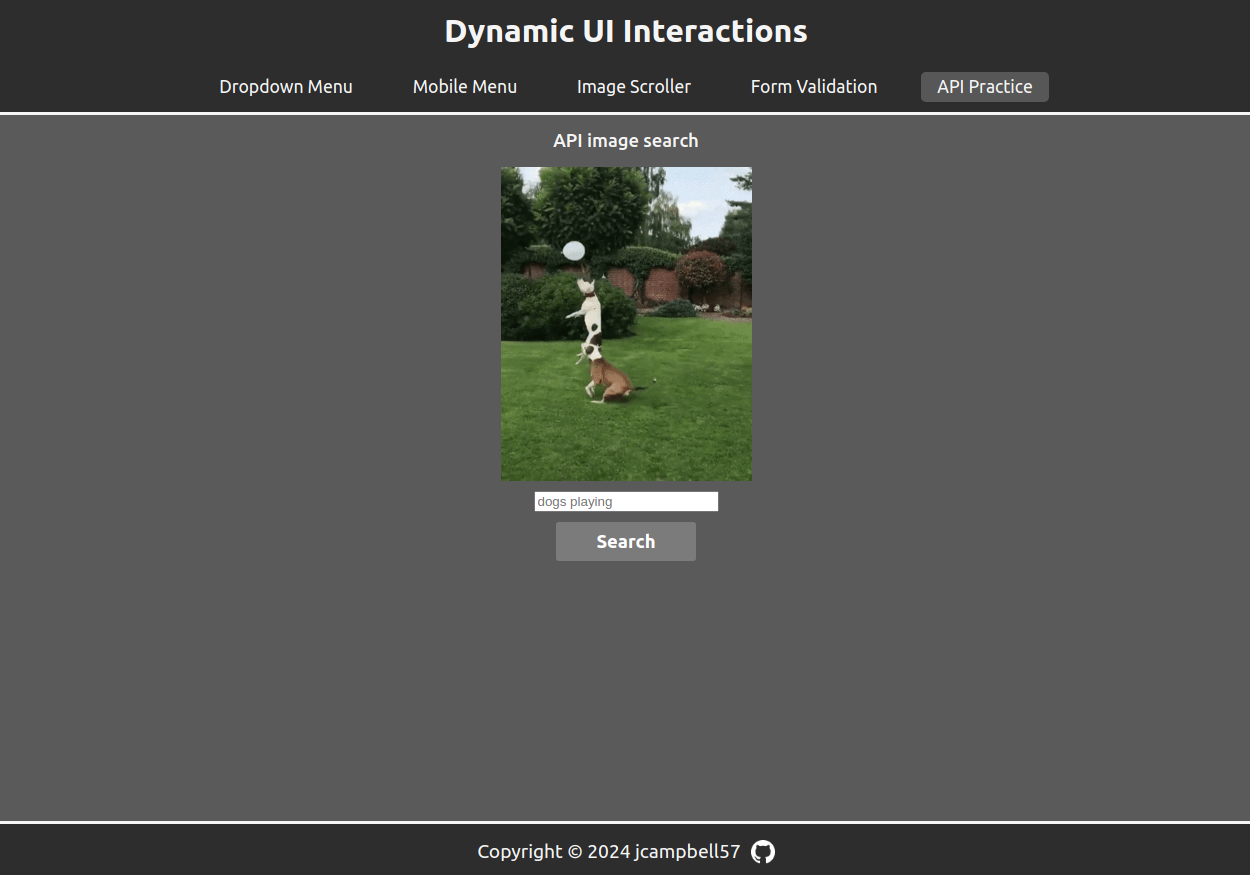 Dynamic UI Interactions
Dropdown Menu Mobile Menu Image Scroller Form Validation API Practice
API image search
dogs playing
Search
Copyright © 2024 jcampbell57